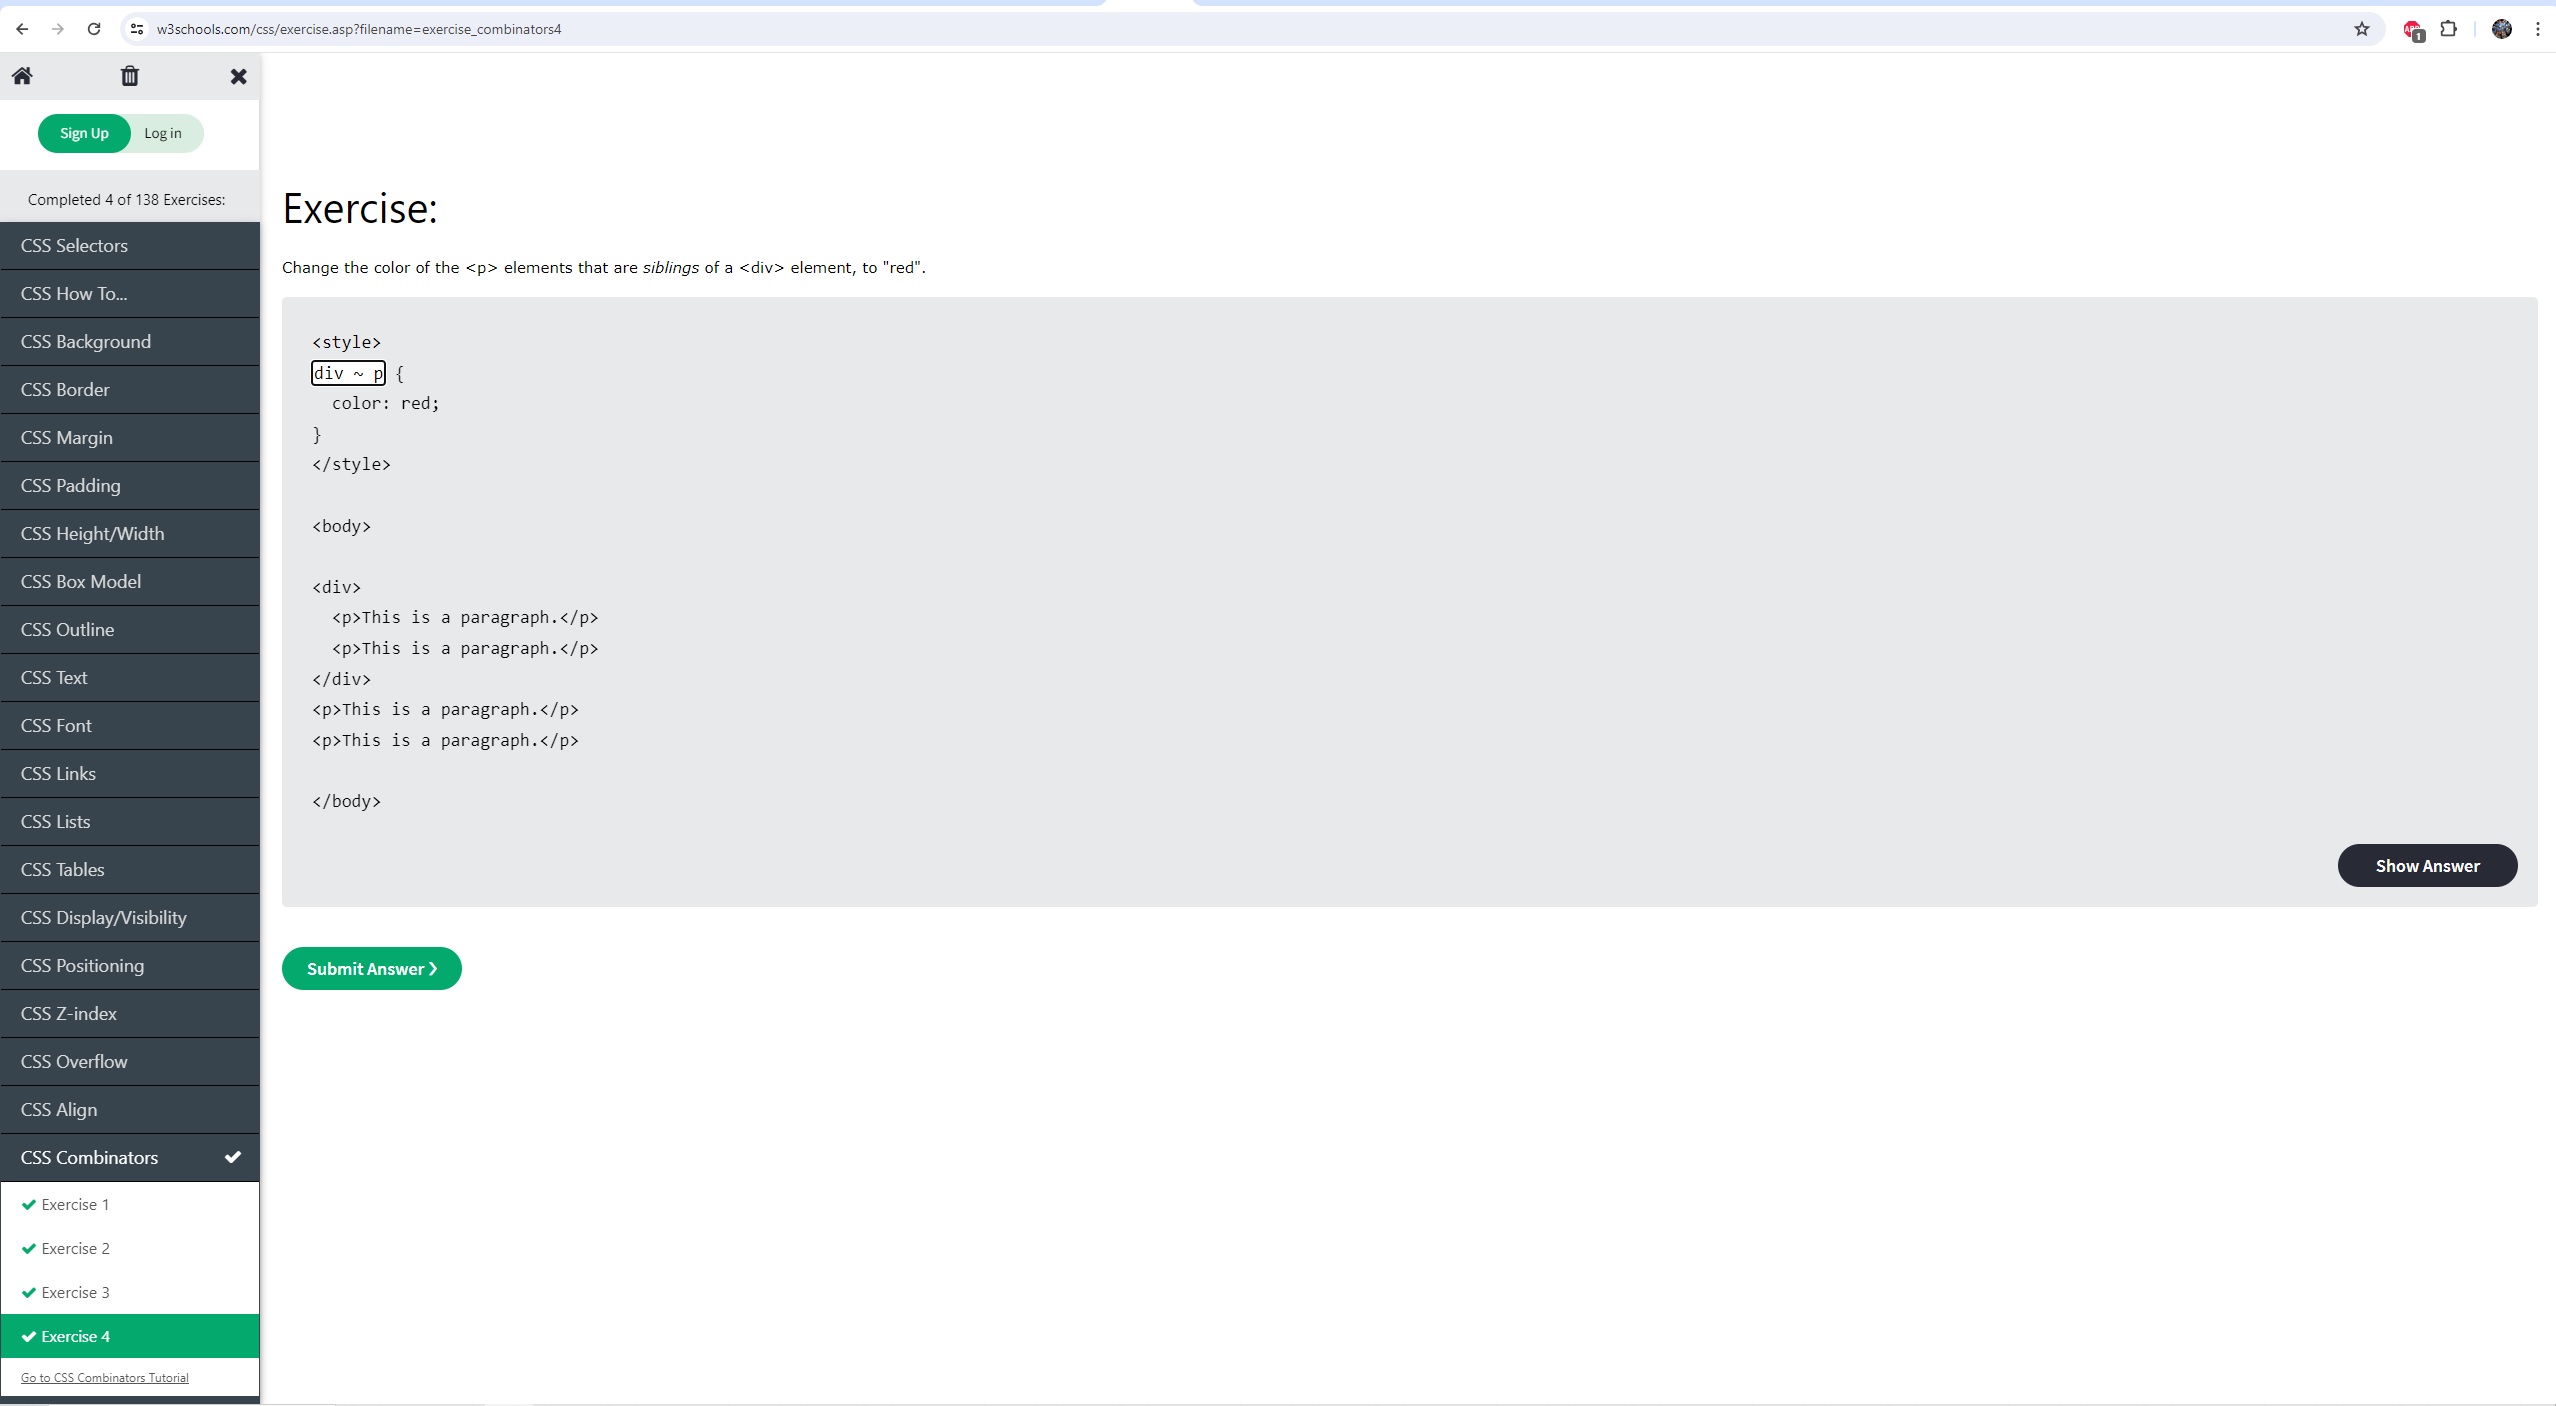 w3schools.com/css/exercise.asp?filename=exercise_combinators4
1
Sign Up Log in
Completed 4 of 138 Exercises:
CSS Selectors
CSS How To...
CSS Background
CSS Border
CSS Margin
CSS Padding
CSS Height/Width
CSS Box Model
CSS Outline
CSS Text
CSS Font
CSS Links
CSS Lists
CSS Tables
CSS Display/Visibility
CSS Positioning
CSS Z-index
CSS Overflow
CSS Align
CSS Combinators
Exercise 1
Exercise 2
Exercise 3
Exercise 4
Go to CSS Combinators Tutorial
Exercise:
Change the color of the <p> elements that are siblings of a <div> element, to "red".
<style>
div ~ p {
  color: red;
}
</style>
<body>
<div>
  <p>This is a paragraph.</p>
  <p>This is a paragraph.</p>
</div>
<p>This is a paragraph.</p>
<p>This is a paragraph.</p>
</body>
Show Answer
Submit Answer ❯